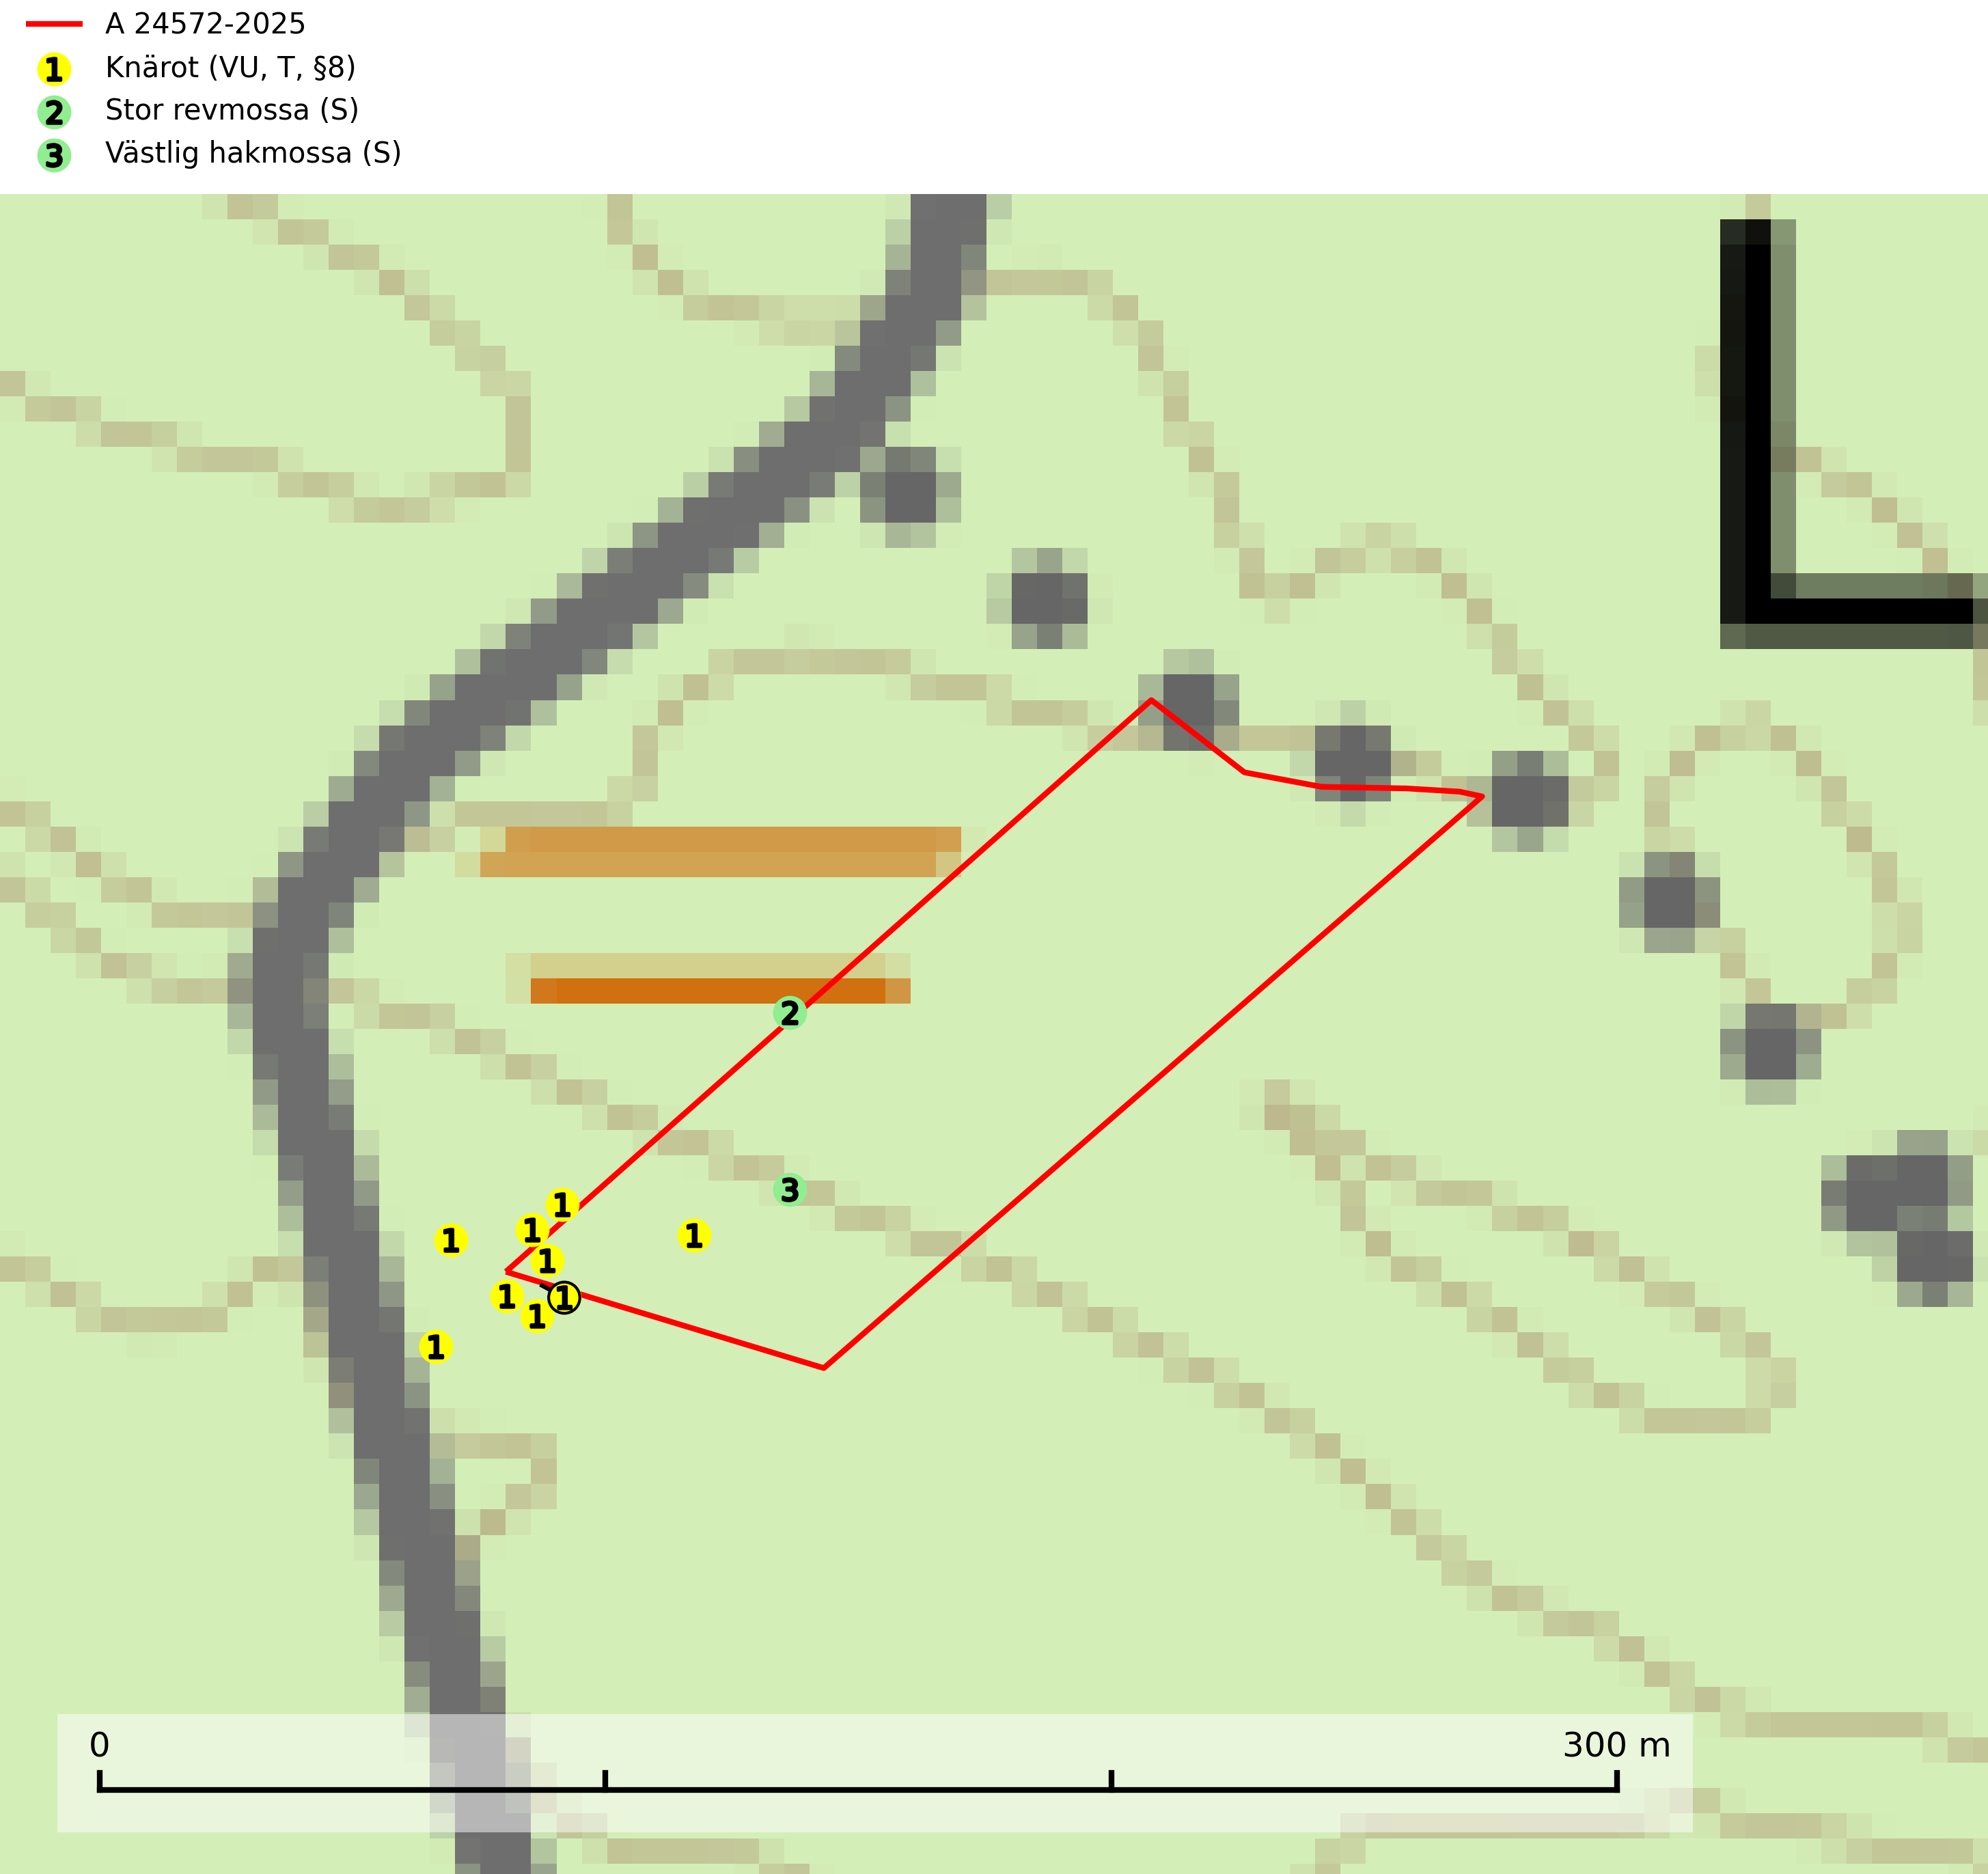 A 24572-2025
1 Knärot (VU, T, §8)
2 Stor revmossa (S)
3 Västlig hakmossa (S)
2
3
1
1
1
1
1
1
1
1
1
0 300 m